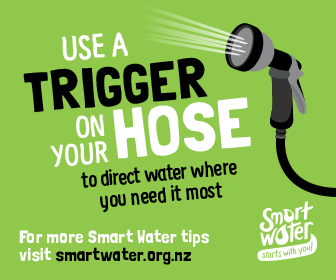 USE A
TRIGGER
ON
YOUR HOSE
to direct water where
you need it most
For more Smart Water tips
visit smartwater.org.nz
Smart
Water
starts with you!